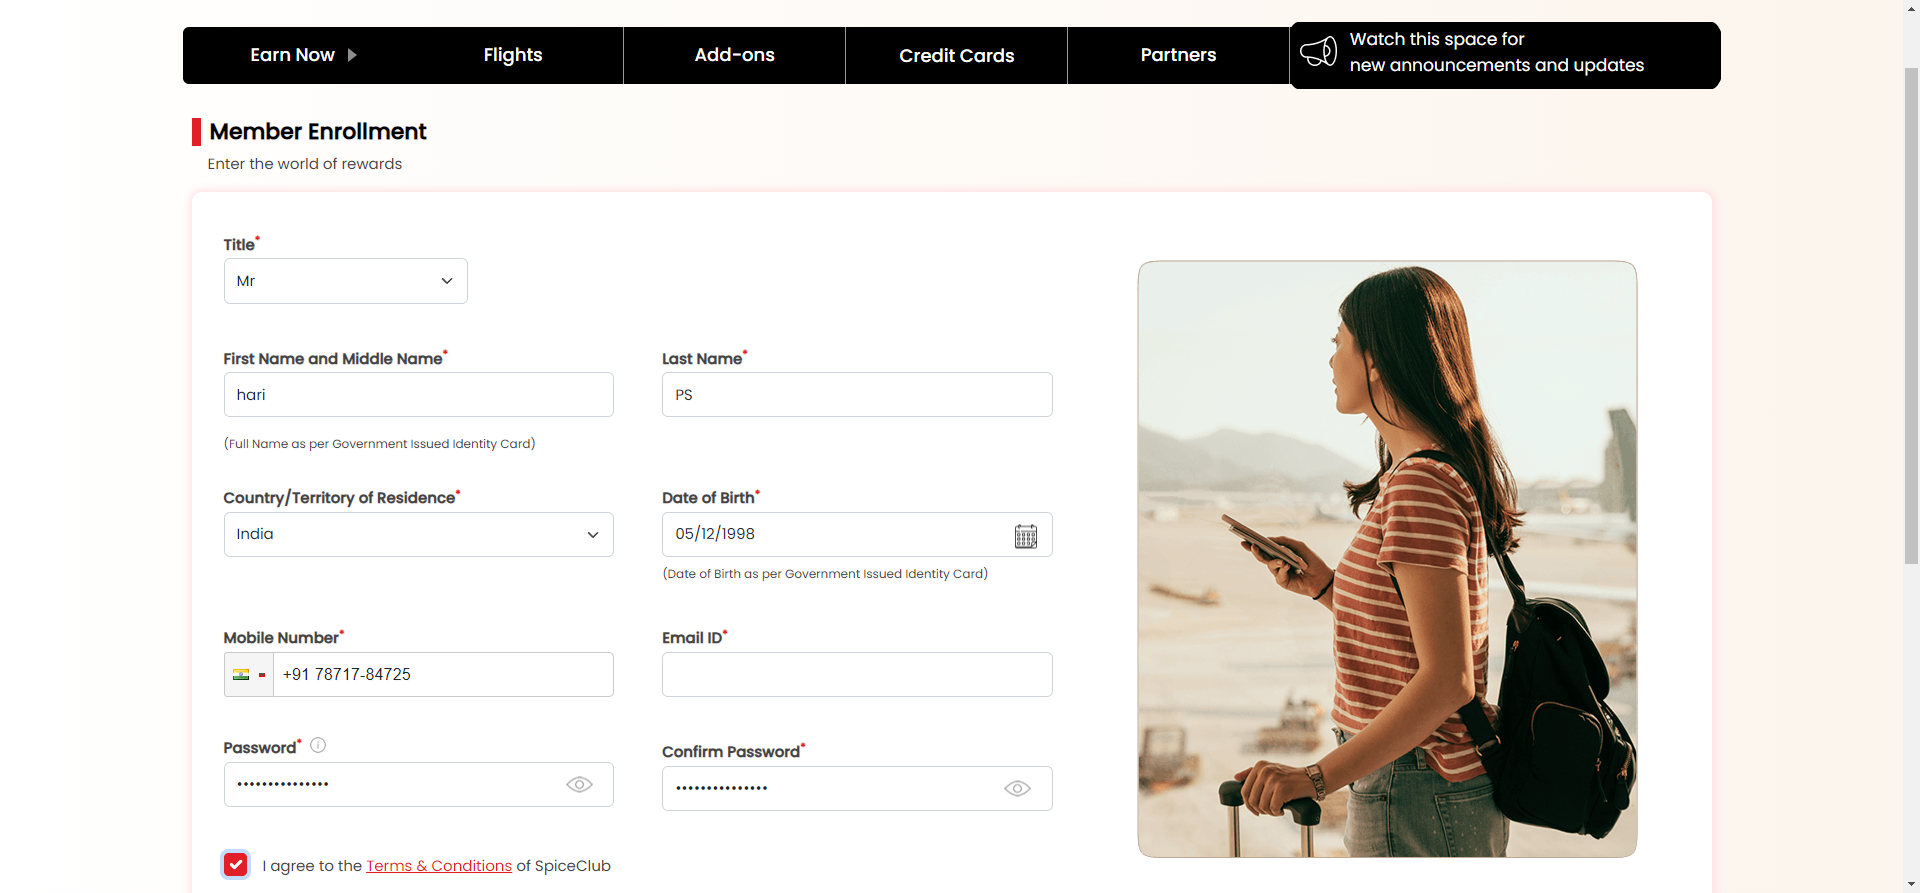 Earn Now
Flights
Add-ons
Credit Cards
Partners
Watch this space for
new announcements and updates
Member Enrollment
Enter the world of rewards
Title*
Mr
First Name and Middle Name*
Last Name*
hari
PS
(Full Name as per Government Issued Identity Card)
Country/Territory of Residence*
Date of Birth*
India
05/12/1998
(Date of Birth as per Government Issued Identity Card)
Mobile Number*
Email ID*
+91 78717-84725
Password*
Confirm Password*
•••••••••••••••
•••••••••••••••
I agree to the Terms & Conditions of SpiceClub